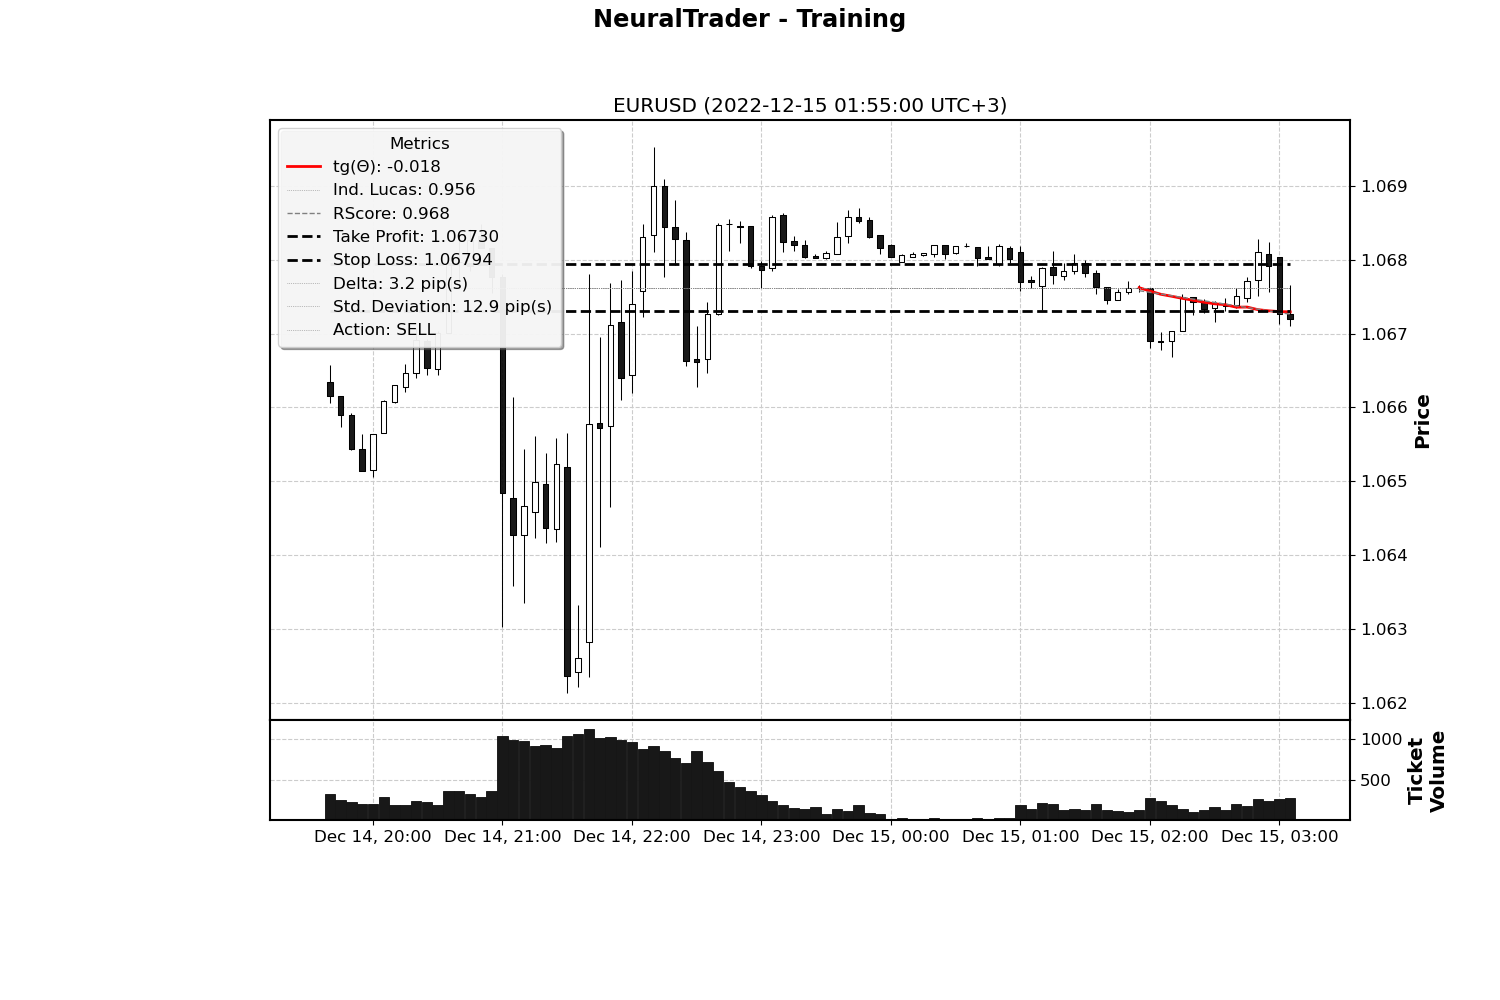 NeuralTrader - Training
EURUSD (2022-12-15 01:55:00 UTC+3)
Metrics
tg(Θ): -0.018
Ind. Lucas: 0.956
RScore: 0.968
Take Profit: 1.06730
Stop Loss: 1.06794
Delta: 3.2 pip(s)
Std. Deviation: 12.9 pip(s)
Action: SELL
1.069
1.068
1.067
1.066
1.065
1.064
1.063
1.062
Price
1000
500
Ticket
Volume
Dec 14, 20:00 Dec 14, 21:00 Dec 14, 22:00 Dec 14, 23:00 Dec 15, 00:00 Dec 15, 01:00 Dec 15, 02:00 Dec 15, 03:00